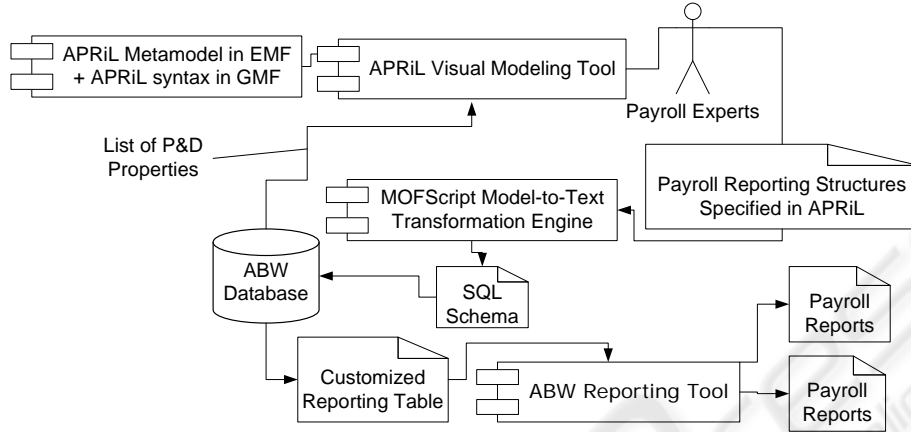 APRiL Metamodel in EMF
+ APRiL syntax in GMF
APRiL Visual Modeling Tool
Payroll Experts
List of P&D
Properties
Payroll Reporting Structures
Specified in APRiL
MOFScript Model-to-Text
Transformation Engine
ABW
Database
SQL
Schema
Payroll
Reports
Customized
Reporting Table
ABW Reporting Tool
Payroll
Reports